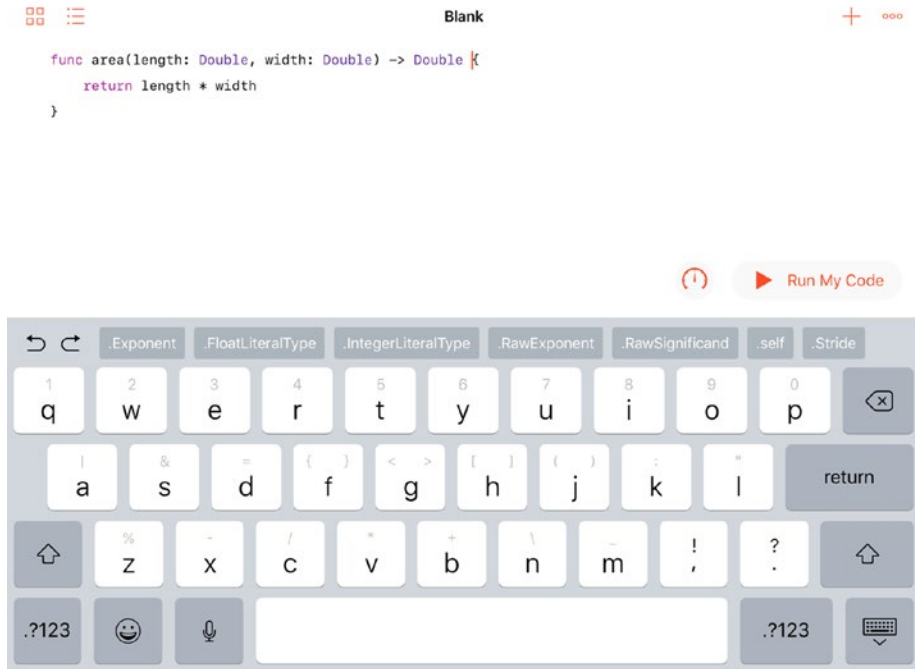 Blank
func area(length: Double, width: Double) -> Double {
return length * width
}
Run My Code
.Exponent .FloatLiteralType .IntegerLiteralType .RawExponent .RawSignificand .self .Stride
1 2 3 4 5 6 7 8 9 0
q w e r t y u i o p
| & = { } < > [ ] ( ) : "
a s d f g h j k l return
% - / * + \ _ ! ?
z x c v b n m , .
.?123 .?123